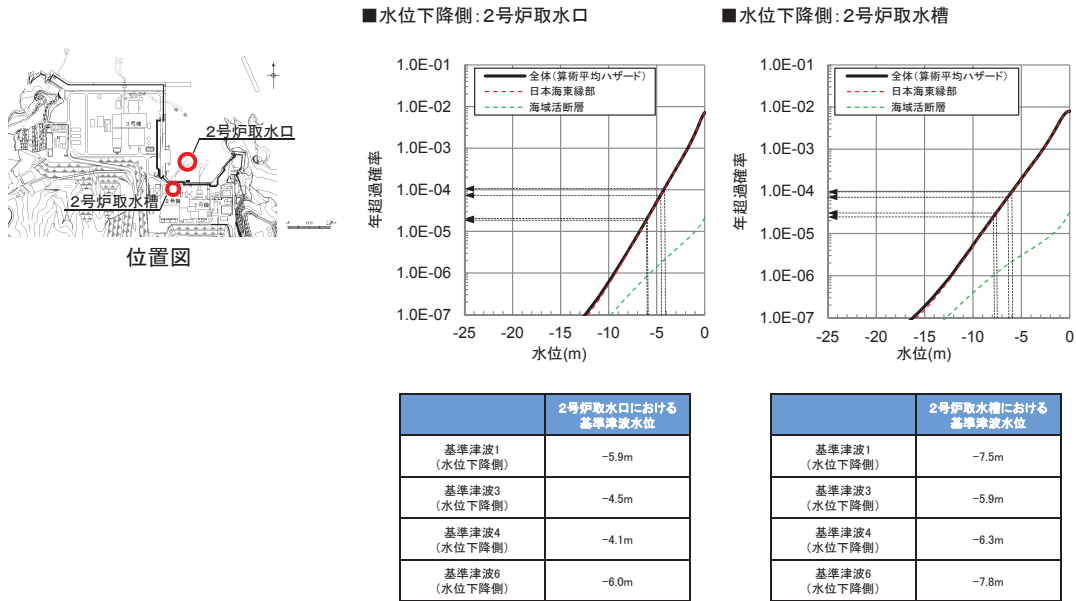 ■水位下降側：２号炉取水口
■水位下降側：２号炉取水槽
３号機
２号炉取水口
２号炉取水槽
２号機
１号機
位置図
年超過確率
1.0E-01
1.0E-02
1.0E-03
1.0E-04
1.0E-05
1.0E-06
1.0E-07
全体（算術平均ハザード）
日本海東縁部
海域活断層
-25 -20 -15 -10 -5 0
水位(m)
年超過確率
1.0E-01
1.0E-02
1.0E-03
1.0E-04
1.0E-05
1.0E-06
1.0E-07
全体（算術平均ハザード）
日本海東縁部
海域活断層
-25 -20 -15 -10 -5 0
水位(m)
２号炉取水口における
基準津波水位
基準津波1
（水位下降側）
-5.9m
基準津波3
（水位下降側）
-4.5m
基準津波4
（水位下降側）
-4.1m
基準津波6
（水位下降側）
-6.0m
２号炉取水槽における
基準津波水位
基準津波1
（水位下降側）
-7.5m
基準津波3
（水位下降側）
-5.9m
基準津波4
（水位下降側）
-6.3m
基準津波6
（水位下降側）
-7.8m